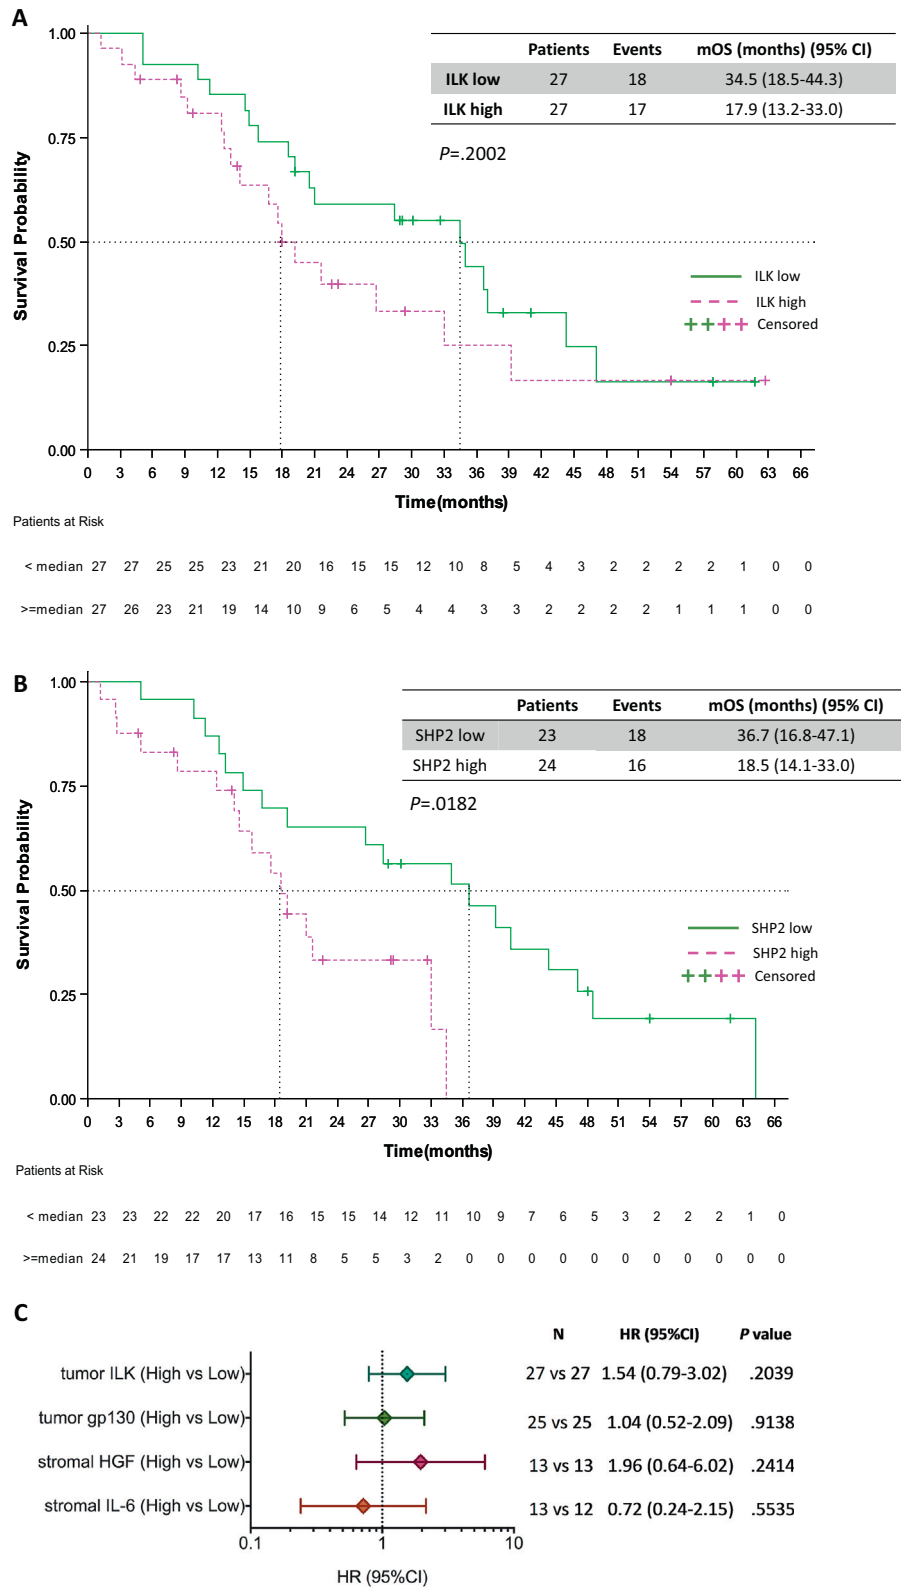 A
Patients Events mOS (months) (95% CI)
ILK low 27 18 34.5 (18.5-44.3)
ILK high 27 17 17.9 (13.2-33.0)
P=.2002
1.00
0.75
0.50
0.25
0.00
Survival Probability
ILK low
ILK high
Censored
0 3 6 9 12 15 18 21 24 27 30 33 36 39 42 45 48 51 54 57 60 63 66
Time(months)
Patients at Risk
< median 27 27 25 25 23 21 20 16 15 15 12 10 8 5 4 3 2 2 2 2 1 0 0
>=median 27 26 23 21 19 14 10 9 6 5 4 4 3 3 2 2 2 2 1 1 1 0 0
B
Patients Events mOS (months) (95% CI)
SHP2 low 23 18 36.7 (16.8-47.1)
SHP2 high 24 16 18.5 (14.1-33.0)
P=.0182
1.00
0.75
0.50
0.25
0.00
Survival Probability
SHP2 low
SHP2 high
Censored
0 3 6 9 12 15 18 21 24 27 30 33 36 39 42 45 48 51 54 57 60 63 66
Time(months)
Patients at Risk
< median 23 23 22 22 20 17 16 15 15 14 12 11 10 9 7 6 5 3 2 2 2 1 0
>=median 24 21 19 17 17 13 11 8 5 5 3 2 0 0 0 0 0 0 0 0 0 0 0
C
N HR (95%CI) P value
tumor ILK (High vs Low) 27 vs 27 1.54 (0.79-3.02) .2039
tumor gp130 (High vs Low) 25 vs 25 1.04 (0.52-2.09) .9138
stromal HGF (High vs Low) 13 vs 13 1.96 (0.64-6.02) .2414
stromal IL-6 (High vs Low) 13 vs 12 0.72 (0.24-2.15) .5535
0.1 1 10
HR (95%CI)